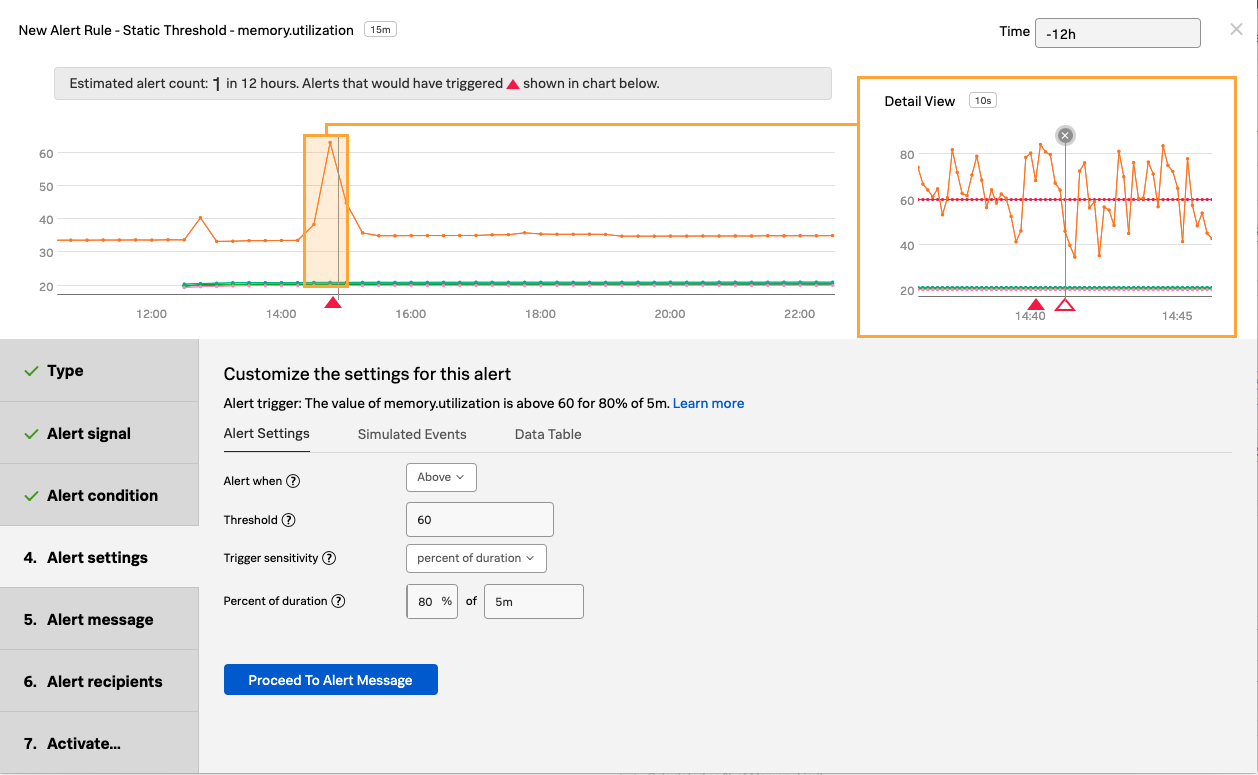 New Alert Rule - Static Threshold - memory.utilization 15m
Time -12h
Estimated alert count: 1 in 12 hours. Alerts that would have triggered shown in chart below.
Detail View 10s
60
50
40
30
20
12:00 14:00 16:00 18:00 20:00 22:00
80
60
40
20
14:40 14:45
Type
Alert signal
Alert condition
4. Alert settings
5. Alert message
6. Alert recipients
7. Activate...
Customize the settings for this alert
Alert trigger: The value of memory.utilization is above 60 for 80% of 5m. Learn more
Alert Settings Simulated Events Data Table
Alert when ? Above
Threshold ? 60
Trigger sensitivity ? percent of duration
Percent of duration ? 80 % of 5m
Proceed To Alert Message